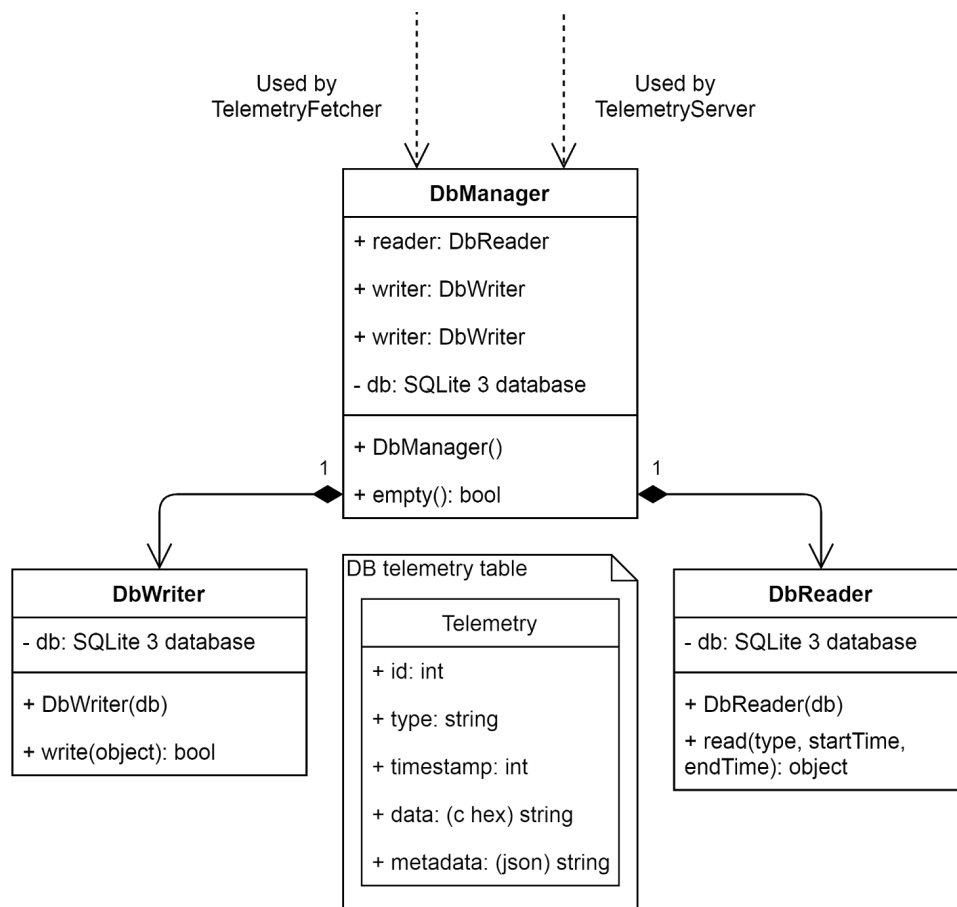 Used by
TelemetryFetcher
Used by
TelemetryServer
DbManager
+ reader: DbReader
+ writer: DbWriter
+ writer: DbWriter
- db: SQLite 3 database
+ DbManager()
+ empty(): bool
1
1
DbWriter
- db: SQLite 3 database
+ DbWriter(db)
+ write(object): bool
DB telemetry table
Telemetry
+ id: int
+ type: string
+ timestamp: int
+ data: (c hex) string
+ metadata: (json) string
DbReader
- db: SQLite 3 database
+ DbReader(db)
+ read(type, startTime,
endTime): object